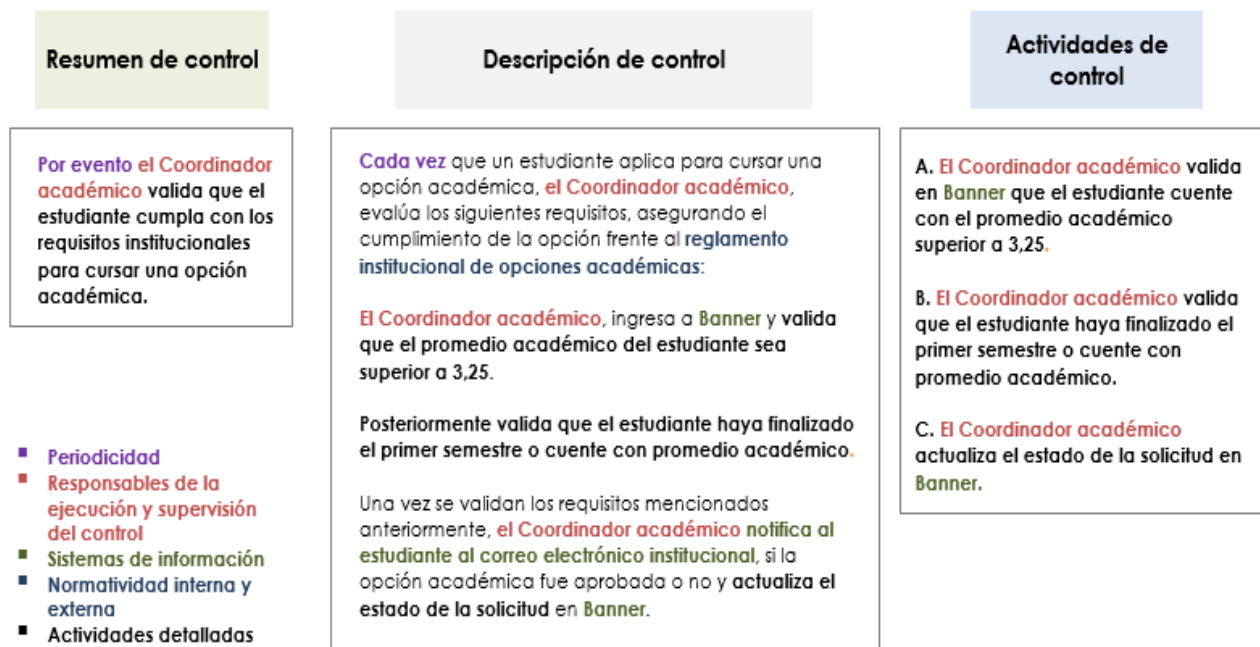 Resumen de control
Por evento el Coordinador
académico valida que el
estudiante cumpla con los
requisitos institucionales
para cursar una opción
académica.
▪ Periodicidad
▪ Responsables de la
ejecución y supervisión
del control
▪ Sistemas de información
▪ Normatividad interna y
externa
▪ Actividades detalladas
Descripción de control
Cada vez que un estudiante aplica para cursar una
opción académica, el Coordinador académico,
evalúa los siguientes requisitos, asegurando el
cumplimiento de la opción frente al reglamento
institucional de opciones académicas:
El Coordinador académico, ingresa a Banner y valida
que el promedio académico del estudiante sea
superior a 3,25.
Posteriormente valida que el estudiante haya finalizado
el primer semestre o cuente con promedio académico.
Una vez se validan los requisitos mencionados
anteriormente, el Coordinador académico notifica al
estudiante al correo electrónico institucional, si la
opción académica fue aprobada o no y actualiza el
estado de la solicitud en Banner.
Actividades de
control
A. El Coordinador académico valida
en Banner que el estudiante cuente
con el promedio académico
superior a 3,25.
B. El Coordinador académico valida
que el estudiante haya finalizado el
primer semestre o cuente con
promedio académico.
C. El Coordinador académico
actualiza el estado de la solicitud en
Banner.